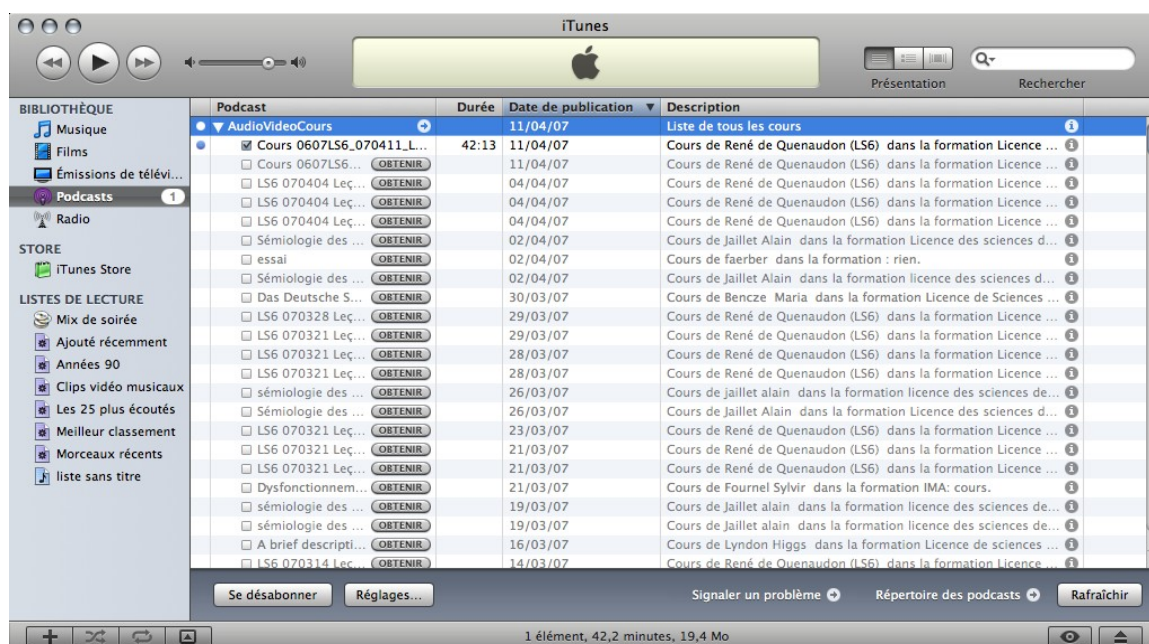 iTunes
Présentation Rechercher
BIBLIOTHÈQUE
Musique
Films
Émissions de télévi...
Podcasts 1
Radio
STORE
iTunes Store
LISTES DE LECTURE
Mix de soirée
Ajouté récemment
Années 90
Clips vidéo musicaux
Les 25 plus écoutés
Meilleur classement
Morceaux récents
liste sans titre
Podcast Durée Date de publication Description
AudioVideoCours 11/04/07 Liste de tous les cours
Cours 0607LS6_070411_L... 42:13 11/04/07 Cours de René de Quenaudon (LS6) dans la formation Licence ...
Cours 0607LS6... OBTENIR 11/04/07 Cours de René de Quenaudon (LS6) dans la formation Licence ...
LS6 070404 Leç... OBTENIR 04/04/07 Cours de René de Quenaudon (LS6) dans la formation Licence ...
LS6 070404 Leç... OBTENIR 04/04/07 Cours de René de Quenaudon (LS6) dans la formation Licence ...
LS6 070404 Leç... OBTENIR 04/04/07 Cours de René de Quenaudon (LS6) dans la formation Licence ...
Sémiologie des ... OBTENIR 02/04/07 Cours de Jaillet Alain dans la formation Licence des sciences d...
essai OBTENIR 02/04/07 Cours de faerber dans la formation : rien.
Sémiologie des ... OBTENIR 02/04/07 Cours de Jaillet Alain dans la formation licence des sciences d...
Das Deutsche S... OBTENIR 30/03/07 Cours de Bencze Maria dans la formation Licence de Sciences ...
LS6 070328 Leç... OBTENIR 29/03/07 Cours de René de Quenaudon (LS6) dans la formation Licence ...
LS6 070321 Leç... OBTENIR 29/03/07 Cours de René de Quenaudon (LS6) dans la formation Licence ...
LS6 070321 Leç... OBTENIR 28/03/07 Cours de René de Quenaudon (LS6) dans la formation Licence ...
LS6 070321 Leç... OBTENIR 28/03/07 Cours de René de Quenaudon (LS6) dans la formation Licence ...
sémiologie des ... OBTENIR 26/03/07 Cours de jaillet alain dans la formation licence des sciences de...
Sémiologie des ... OBTENIR 26/03/07 Cours de Jaillet Alain dans la formation Licence des sciences d...
LS6 070321 Leç... OBTENIR 23/03/07 Cours de René de Quenaudon (LS6) dans la formation Licence ...
LS6 070321 Leç... OBTENIR 21/03/07 Cours de René de Quenaudon (LS6) dans la formation Licence ...
LS6 070321 Leç... OBTENIR 21/03/07 Cours de René de Quenaudon (LS6) dans la formation Licence ...
Dysfonctionnem... OBTENIR 21/03/07 Cours de Fournel Sylvir dans la formation IMA: cours.
sémiologie des ... OBTENIR 19/03/07 Cours de Jaillet alain dans la formation licence des sciences de...
sémiologie des ... OBTENIR 19/03/07 Cours de Jaillet alain dans la formation licence des sciences de...
A brief descripti... OBTENIR 16/03/07 Cours de Lyndon Higgs dans la formation Licence de sciences ...
LS6 070314 Leç... OBTENIR 14/03/07 Cours de René de Quenaudon (LS6) dans la formation Licence ...
Se désabonner Réglages... Signaler un problème Répertoire des podcasts Rafraîchir
1 élément, 42,2 minutes, 19,4 Mo